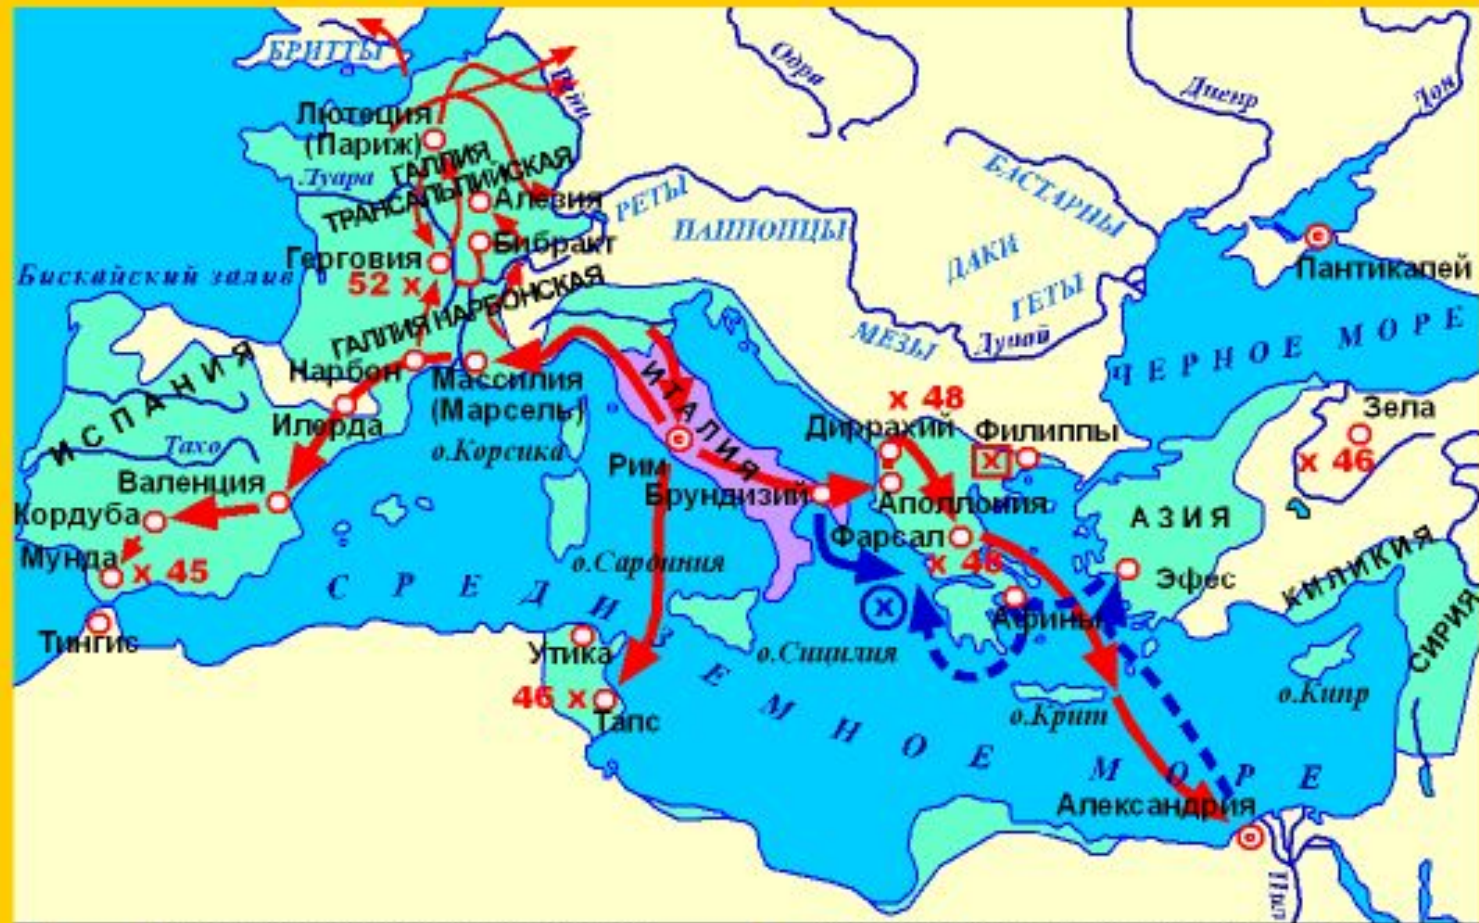 БРИТТЫ
Рейн
Одра
Днепр
Дон
Лютеция
(Париж)
ГАЛЛИЯ
ТРАНСАЛЬПИЙСКАЯ
Луара
Алезия
РЕТЫ
БАСТАРНЫ
ПАННОНЦЫ
Бибракт
Герговия
52 x
ДАКИ
Пантикапей
Бискайский залив
ГАЛЛИЯ НАРБОНСКАЯ
ГЕТЫ
МЕЗЫ
Дунай
ЧЕРНОЕ МОРЕ
ИСПАНИЯ
Нарбон
Массилия
(Марсель)
ИТАЛИЯ
x 48
Зела
x 46
Илерда
Тахо
о.Корсика
Диррахий
Филиппы
x
Рим
Брундизий
Валенция
Аполлония
АЗИЯ
Кордуба
Фарсал
x 48
Мунда
x 45
о.Сардиния
Эфес
КИЛИКИЯ
СИРИЯ
СРЕДИЗЕМНОЕ МОРЕ
x
Афины
Тингис
Утика
о.Сицилия
46 x
Тапс
о.Крит
о.Кипр
Александрия
Нил